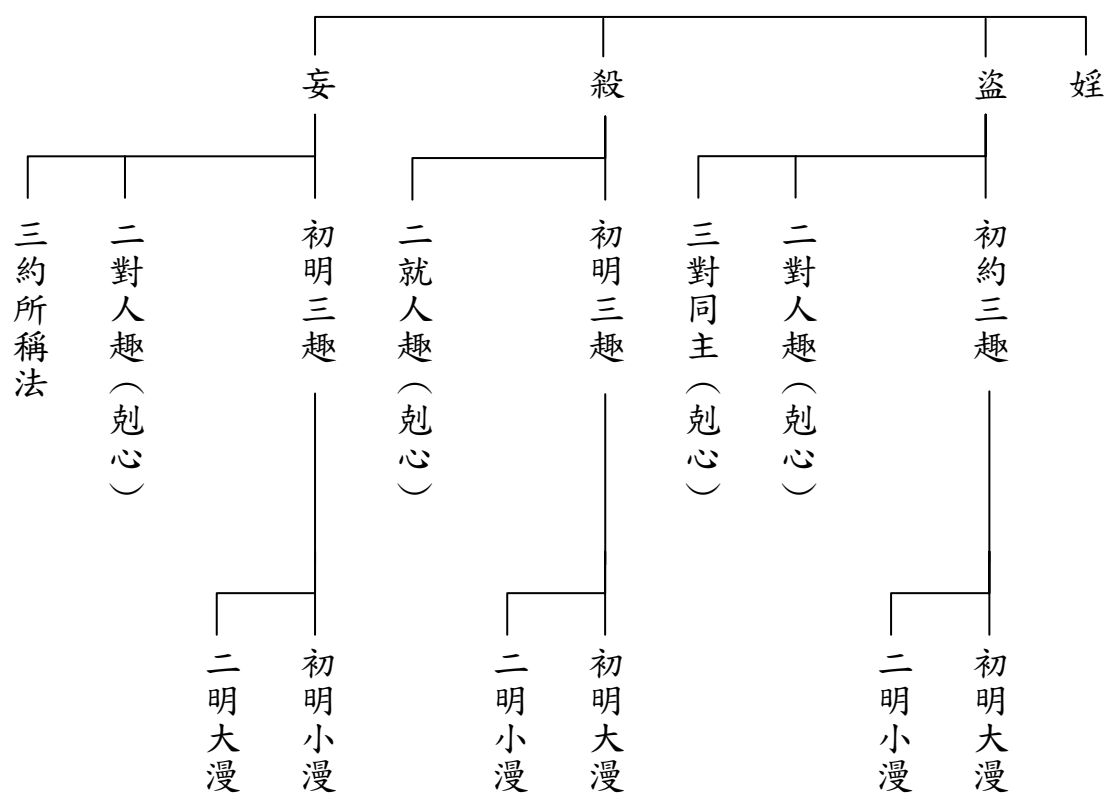 婬
盜
殺
妄
初約三趣
二對人趣（剋心）
三對同主（剋心）
初明三趣
二就人趣（剋心）
初明三趣
二對人趣（剋心）
三約所稱法
初明大漫
二明小漫
初明大漫
二明小漫
初明小漫
二明大漫